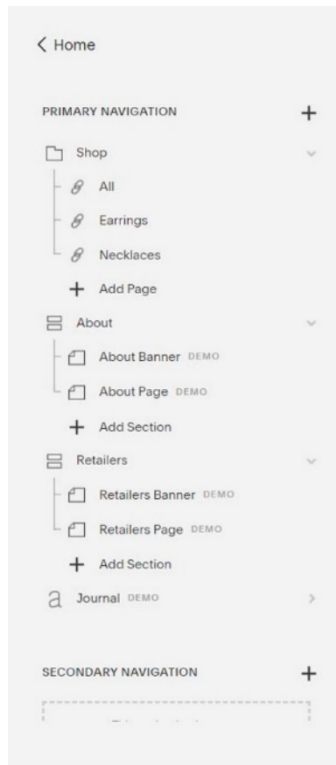 Home
PRIMARY NAVIGATION
Shop
All
Earrings
Necklaces
Add Page
About
About Banner DEMO
About Page DEMO
Add Section
Retailers
Retailers Banner DEMO
Retailers Page DEMO
Add Section
Journal DEMO
SECONDARY NAVIGATION